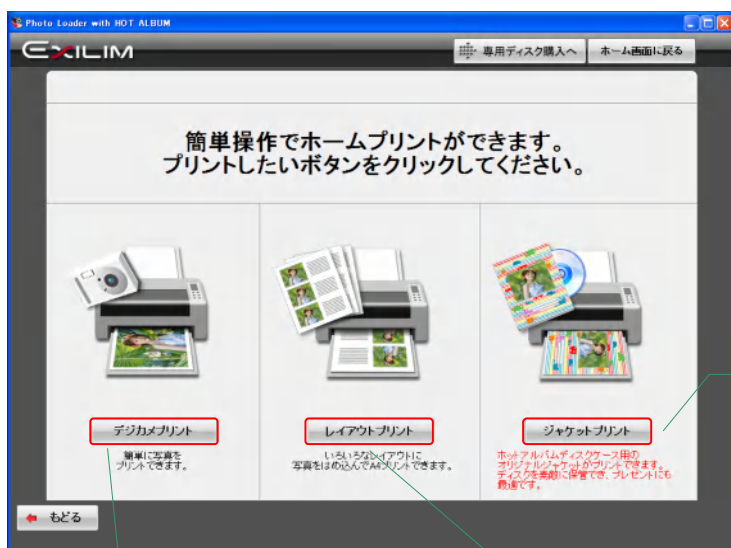 Photo Loader with HOT ALBUM
EXILIM
専用ディスク購入へ
ホーム画面に戻る
簡単操作でホームプリントができます。
プリントしたいボタンをクリックしてください。
デジカメプリント
簡単に写真を
プリントできます。
レイアウトプリント
いろいろなレイアウトに
写真をはめ込んでA4プリントできます。
ジャケットプリント
ホットアルバムディスクケース用の
オリジナルジャケットがプリントできます。
ディスクを素敵に保管でき、プレゼントにも
最適です。
もどる